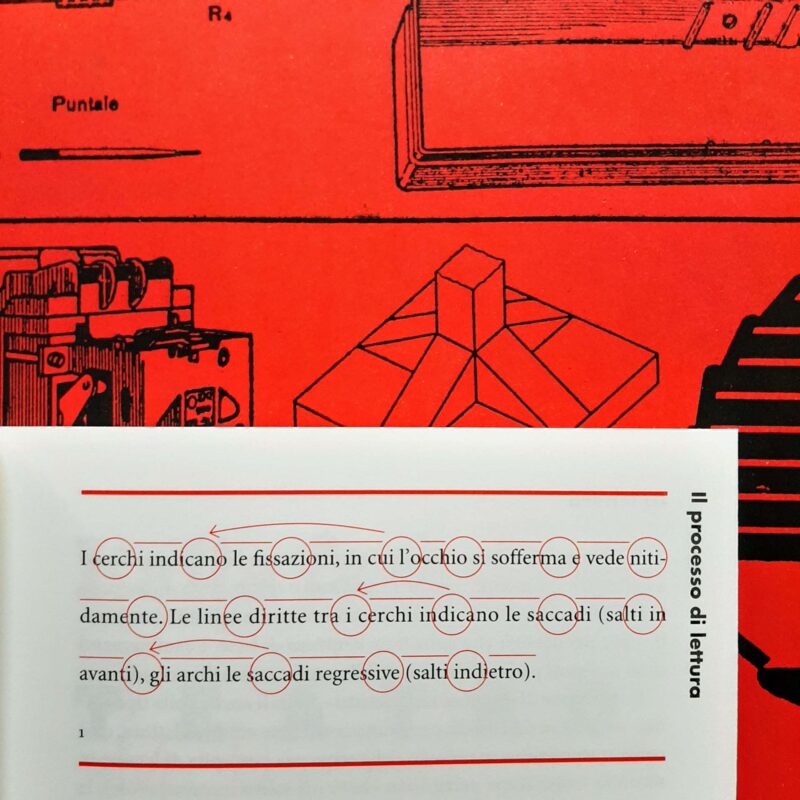 R4
Puntale
Il processo di lettura
I cerchi indicano le fissazioni, in cui l'occhio si sofferma e vede niti-
damente. Le linee diritte tra i cerchi indicano le saccadi (salti in
avanti), gli archi le saccadi regressive (salti indietro).
1